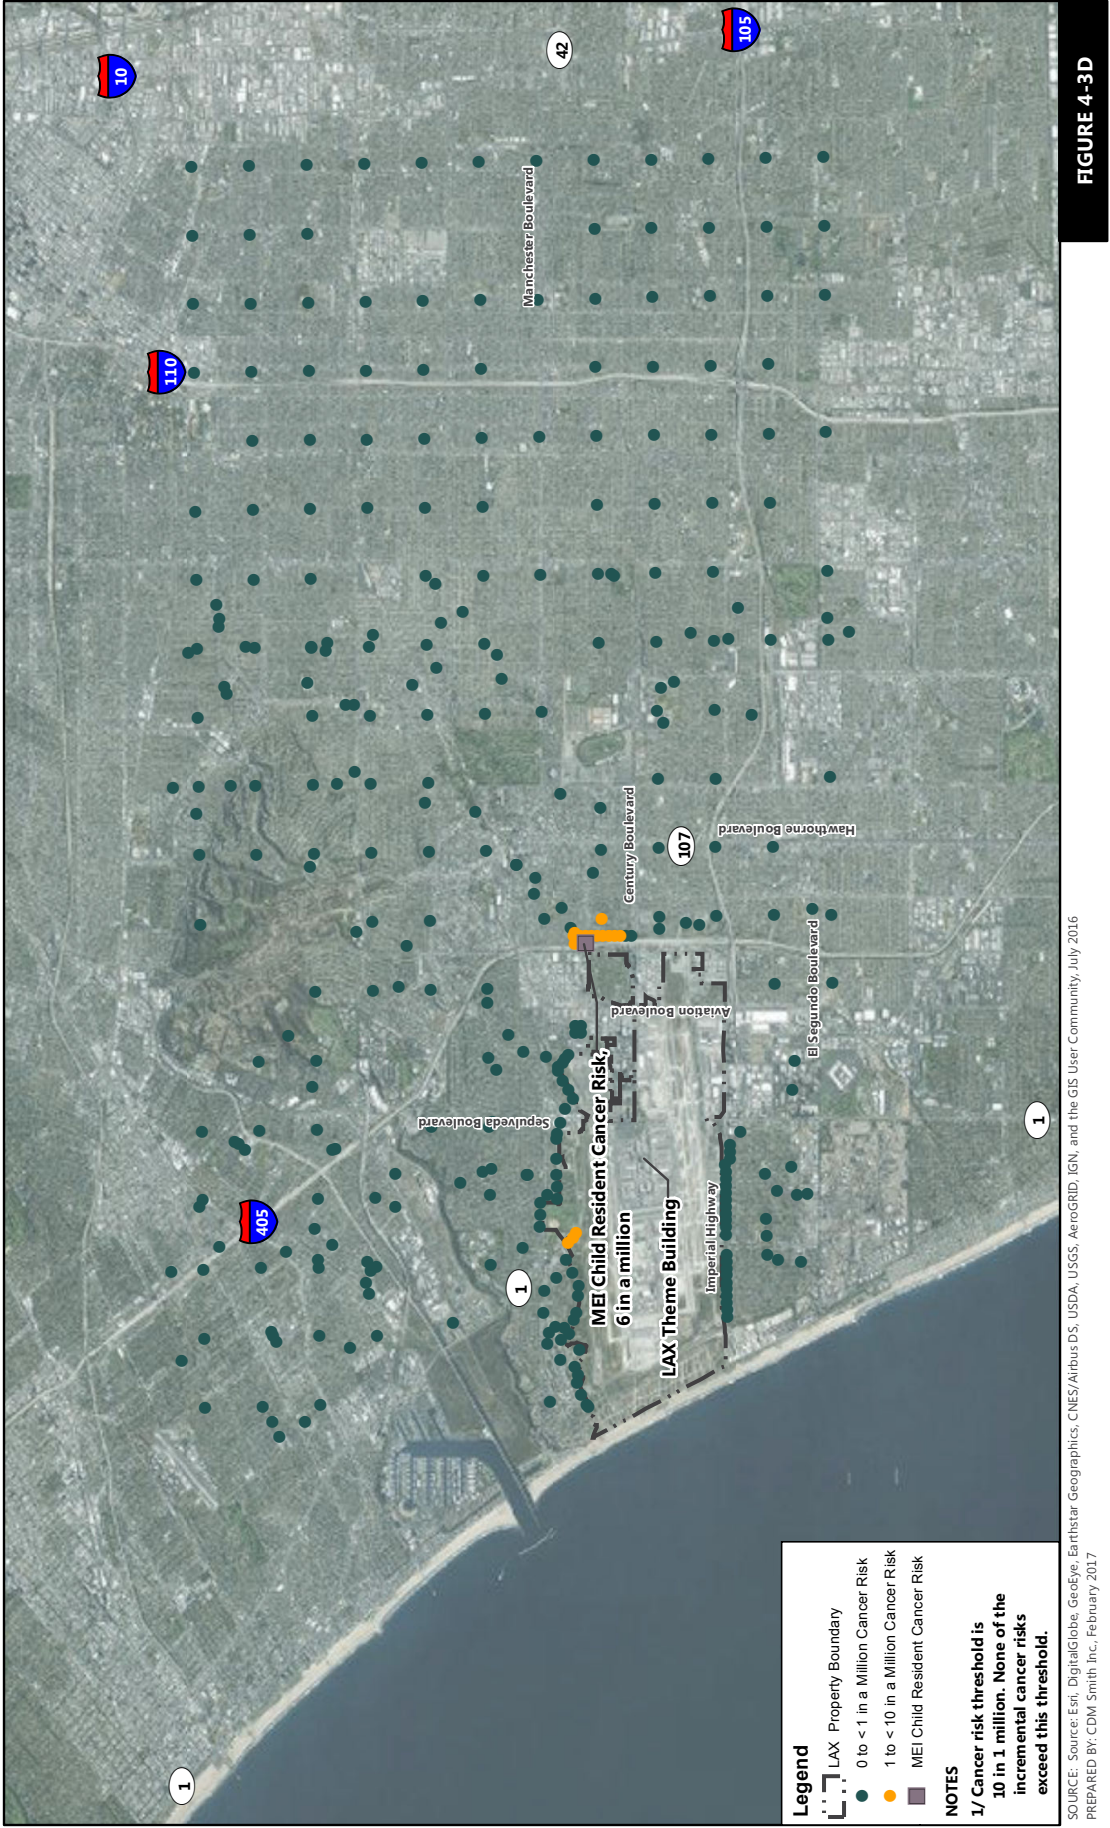 10
42
105
110
405
1
1
1
107
Manchester Boulevard
Century Boulevard
Hawthorne Boulevard
Aviation Boulevard
El Segundo Boulevard
Sepulveda Boulevard
Imperial Highway
MEI Child Resident Cancer Risk,
6 in a million
LAX Theme Building
Legend
LAX Property Boundary
0 to < 1 in a Million Cancer Risk
1 to < 10 in a Million Cancer Risk
MEI Child Resident Cancer Risk
NOTES
1/ Cancer risk threshold is
10 in 1 million. None of the
incremental cancer risks
exceed this threshold.
SOURCE: Source: Esri, DigitalGlobe, GeoEye, Earthstar Geographics, CNES/Airbus DS, USDA, USGS, AeroGRID, IGN, and the GIS User Community, July 2016
PREPARED BY: CDM Smith Inc., February 2017
FIGURE 4-3D